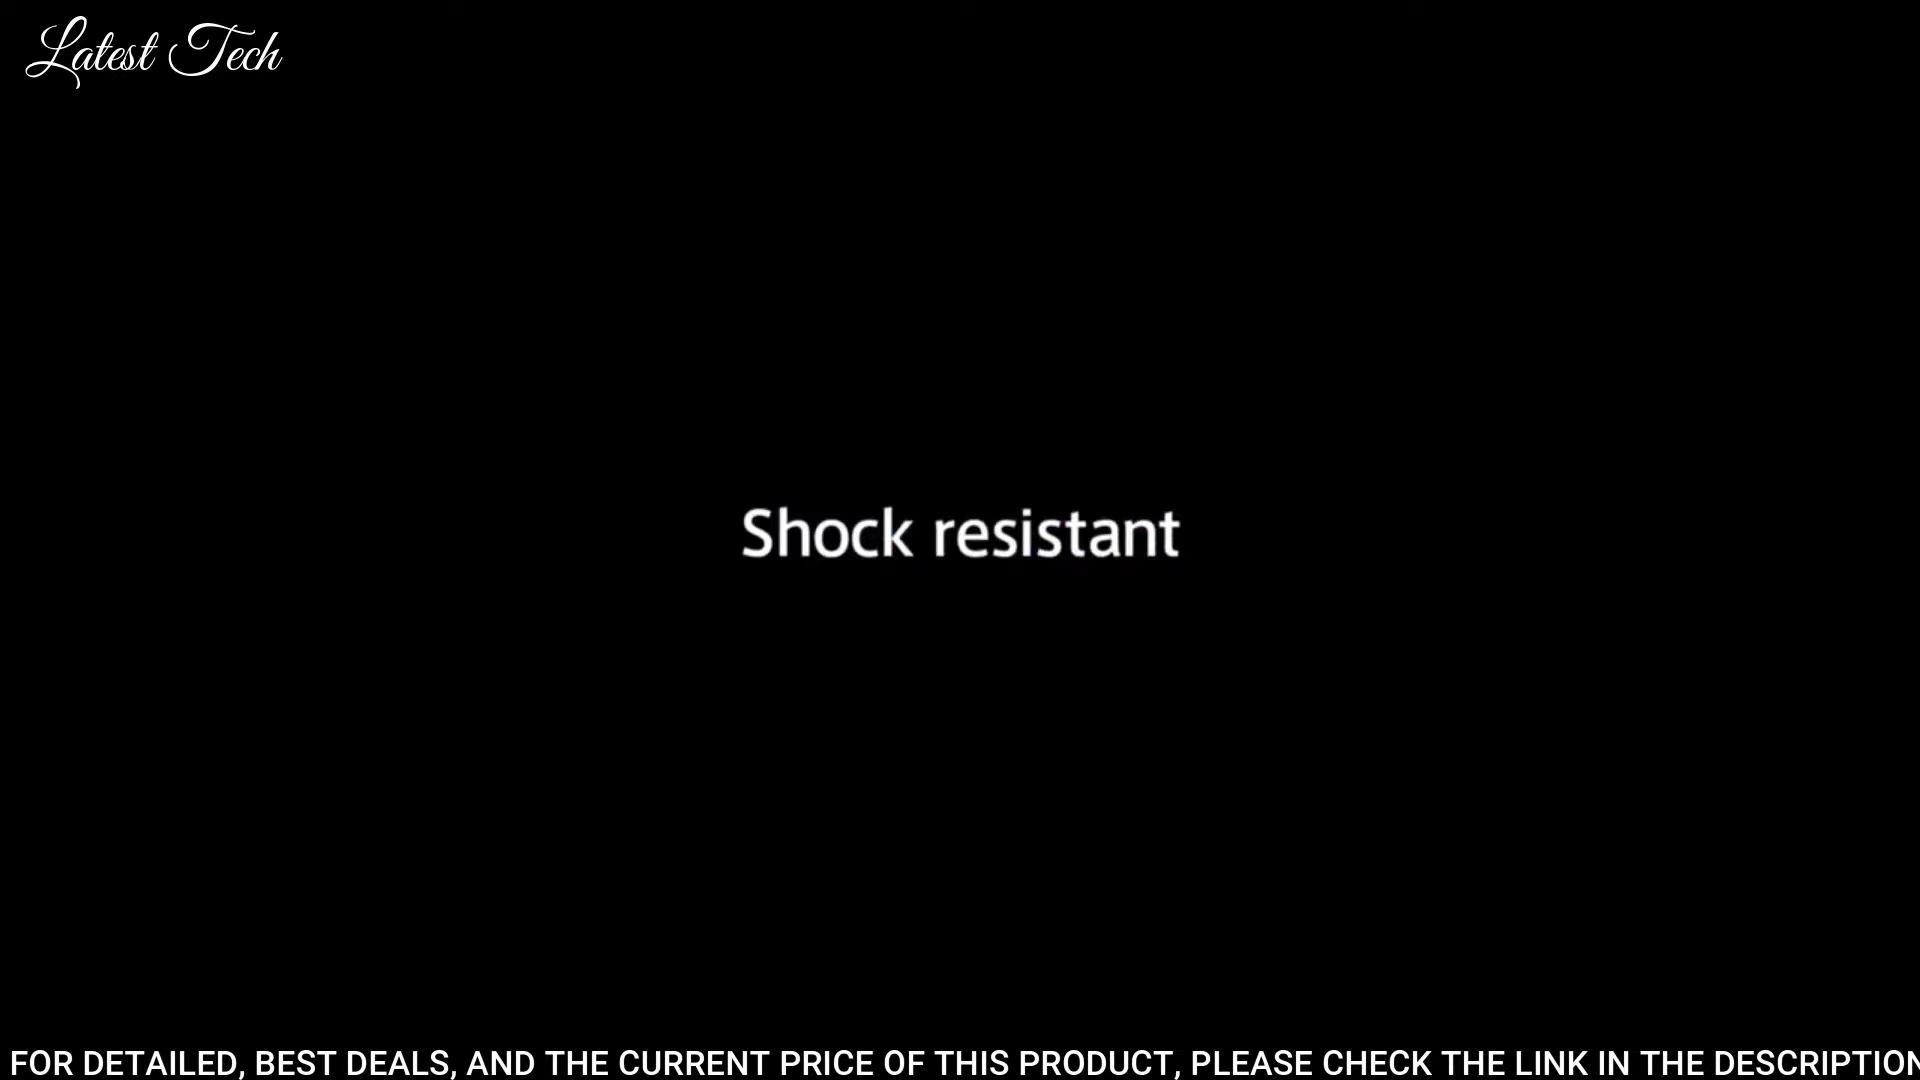 Latest Tech
Shock resistant
FOR DETAILED, BEST DEALS, AND THE CURRENT PRICE OF THIS PRODUCT, PLEASE CHECK THE LINK IN THE DESCRIPTION